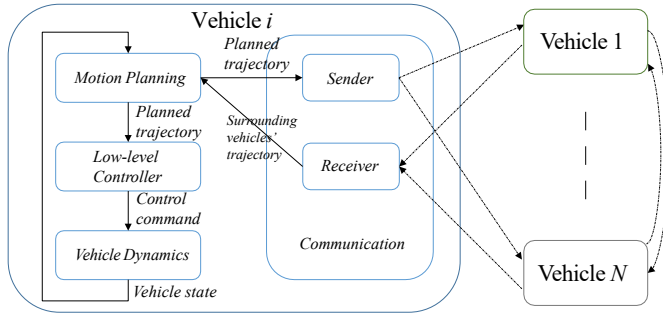 Vehicle i
Planned
trajectory
Motion Planning
Sender
Vehicle 1
Planned
trajectory
Surrounding
vehicles'
trajectory
Low-level
Controller
Receiver
Control
command
Vehicle Dynamics
Communication
Vehicle N
Vehicle state